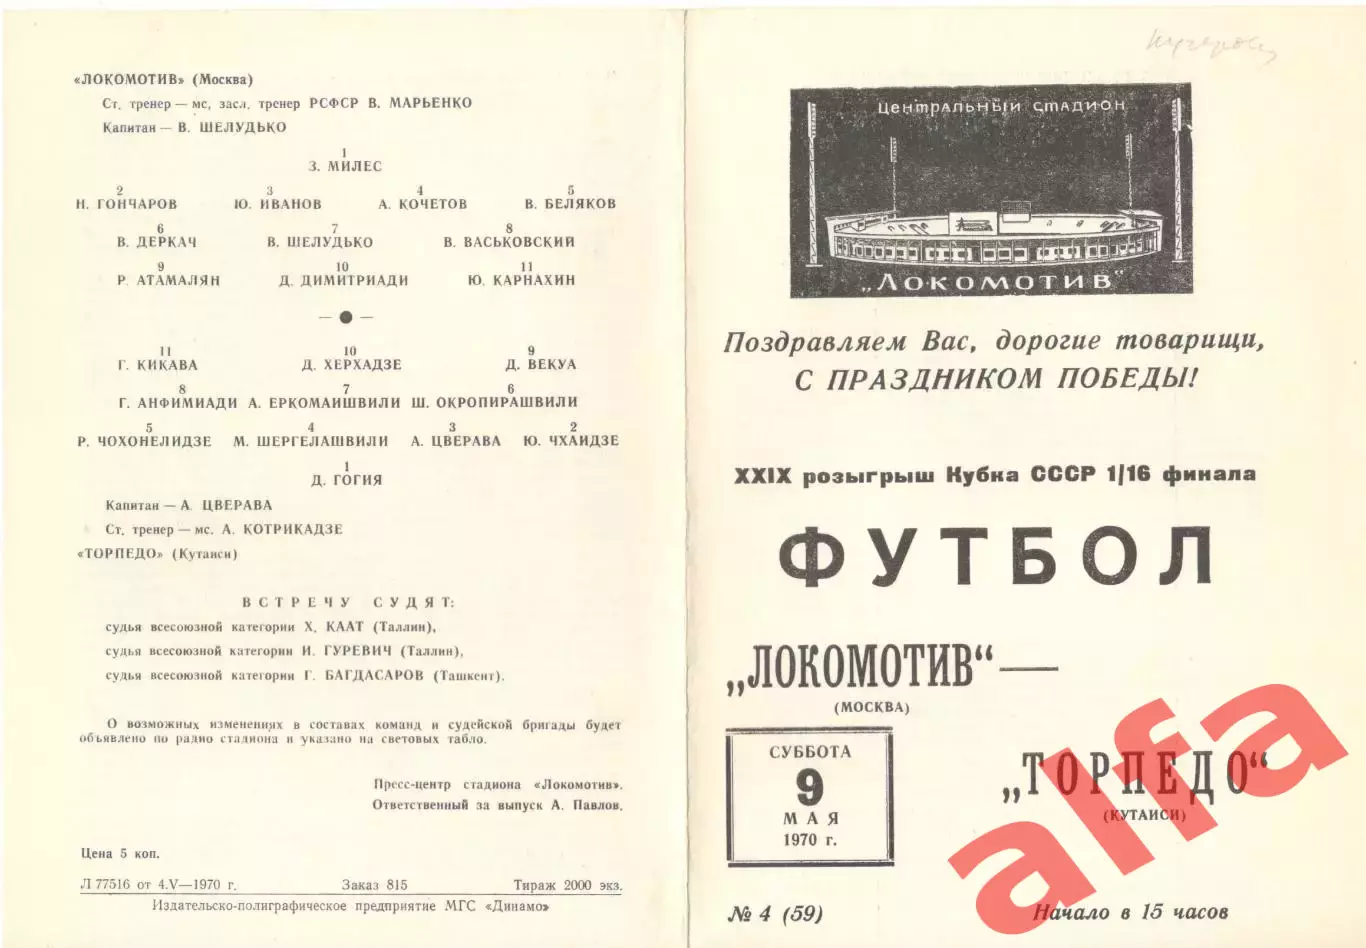 «ЛОКОМОТИВ» (Москва)
Ст. тренер — мс, засл. тренер РСФСР В. МАРЬЕНКО
Капитан — В. ШЕЛУДЬКО
1
З. МИЛЕС
2 3 4 5
Н. ГОНЧАРОВ Ю. ИВАНОВ А. КОЧЕТОВ В. БЕЛЯКОВ
6 7 8
В. ДЕРКАЧ В. ШЕЛУДЬКО В. ВАСЬКОВСКИЙ
9 10 11
Р. АТАМАЛЯН Д. ДИМИТРИАДИ Ю. КАРНАХИН
— ● —
11 10 9
Г. КИКАВА Д. ХЕРХАДЗЕ Д. ВЕКУА
8 7 6
Г. АНФИМИАДИ А. ЕРКОМАИШВИЛИ Ш. ОКРОПИРАШВИЛИ
5 4 3 2
Р. ЧОХОНЕЛИДЗЕ М. ШЕРГЕЛАШВИЛИ А. ЦВЕРАВА Ю. ЧХАИДЗЕ
1
Д. ГОГИЯ
Капитан — А. ЦВЕРАВА
Ст. тренер — мс. А. КОТРИКАДЗЕ
«ТОРПЕДО» (Кутаиси)
ВСТРЕЧУ СУДЯТ:
судья всесоюзной категории Х. КААТ (Таллин),
судья всесоюзной категории И. ГУРЕВИЧ (Таллин),
судья всесоюзной категории Г. БАГДАСАРОВ (Ташкент).
О возможных изменениях в составах команд и судейской бригады будет
объявлено по радио стадиона и указано на световых табло.
Пресс-центр стадиона «Локомотив».
Ответственный за выпуск А. Павлов.
Цена 5 коп.
Л 77516 от 4.V—1970 г. Заказ 815 Тираж 2000 экз.
Издательско-полиграфическое предприятие МГС «Динамо»
ЦЕНТРАЛЬНЫЙ СТАДИОН
„ЛОКОМОТИВ"
Поздравляем Вас, дорогие товарищи,
С ПРАЗДНИКОМ ПОБЕДЫ!
XXIX розыгрыш Кубка СССР 1/16 финала
ФУТБОЛ
„ЛОКОМОТИВ“ —
(МОСКВА)
СУББОТА
9
МАЯ
1970 г.
„ТОРПЕДО“
(КУТАИСИ)
№ 4 (59)
Начало в 15 часов
alfa